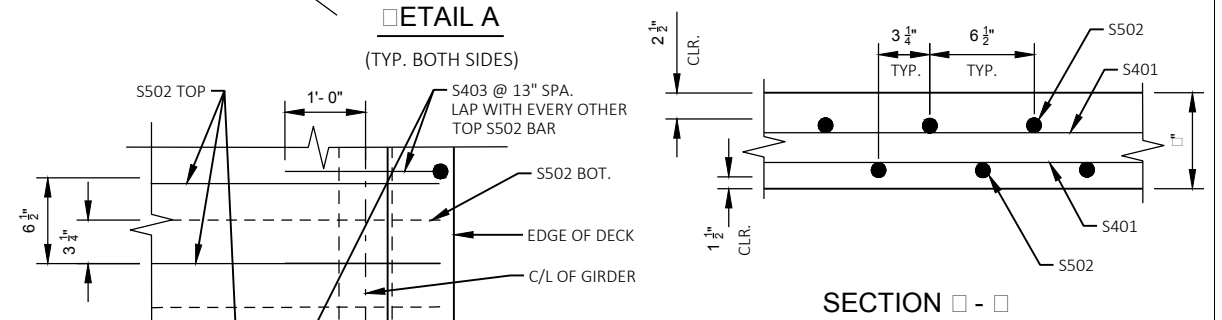 □ETAIL A
(TYP. BOTH SIDES)
S502 TOP
1'- 0"
S403 @ 13" SPA.
LAP WITH EVERY OTHER
TOP S502 BAR
S502 BOT.
EDGE OF DECK
C/L OF GIRDER
6 1/2"
3 1/4"
2 1/2"
CLR.
3 1/4"
TYP.
6 1/2"
TYP.
S502
S401
□"
1 1/2"
CLR.
S401
S502
SECTION □ - □